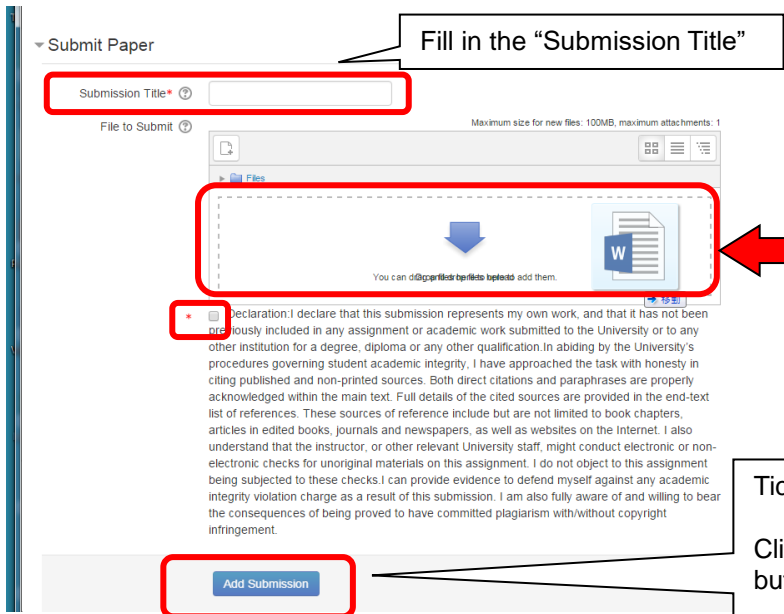 Submit Paper
Fill in the “Submission Title”
Submission Title*
File to Submit
Maximum size for new files: 100MB, maximum attachments: 1
Files
W
You can drag and drop files here to add them.
移動
* Declaration:I declare that this submission represents my own work, and that it has not been
previously included in any assignment or academic work submitted to the University or to any
other institution for a degree, diploma or any other qualification.In abiding by the University’s
procedures governing student academic integrity, I have approached the task with honesty in
citing published and non-printed sources. Both direct citations and paraphrases are properly
acknowledged within the main text. Full details of the cited sources are provided in the end-text
list of references. These sources of reference include but are not limited to book chapters,
articles in edited books, journals and newspapers, as well as websites on the Internet. I also
understand that the instructor, or other relevant University staff, might conduct electronic or non-
electronic checks for unoriginal materials on this assignment. I do not object to this assignment
being subjected to these checks.I can provide evidence to defend myself against any academic
integrity violation charge as a result of this submission. I am also fully aware of and willing to bear
the consequences of being proved to have committed plagiarism with/without copyright
infringement.
Add Submission